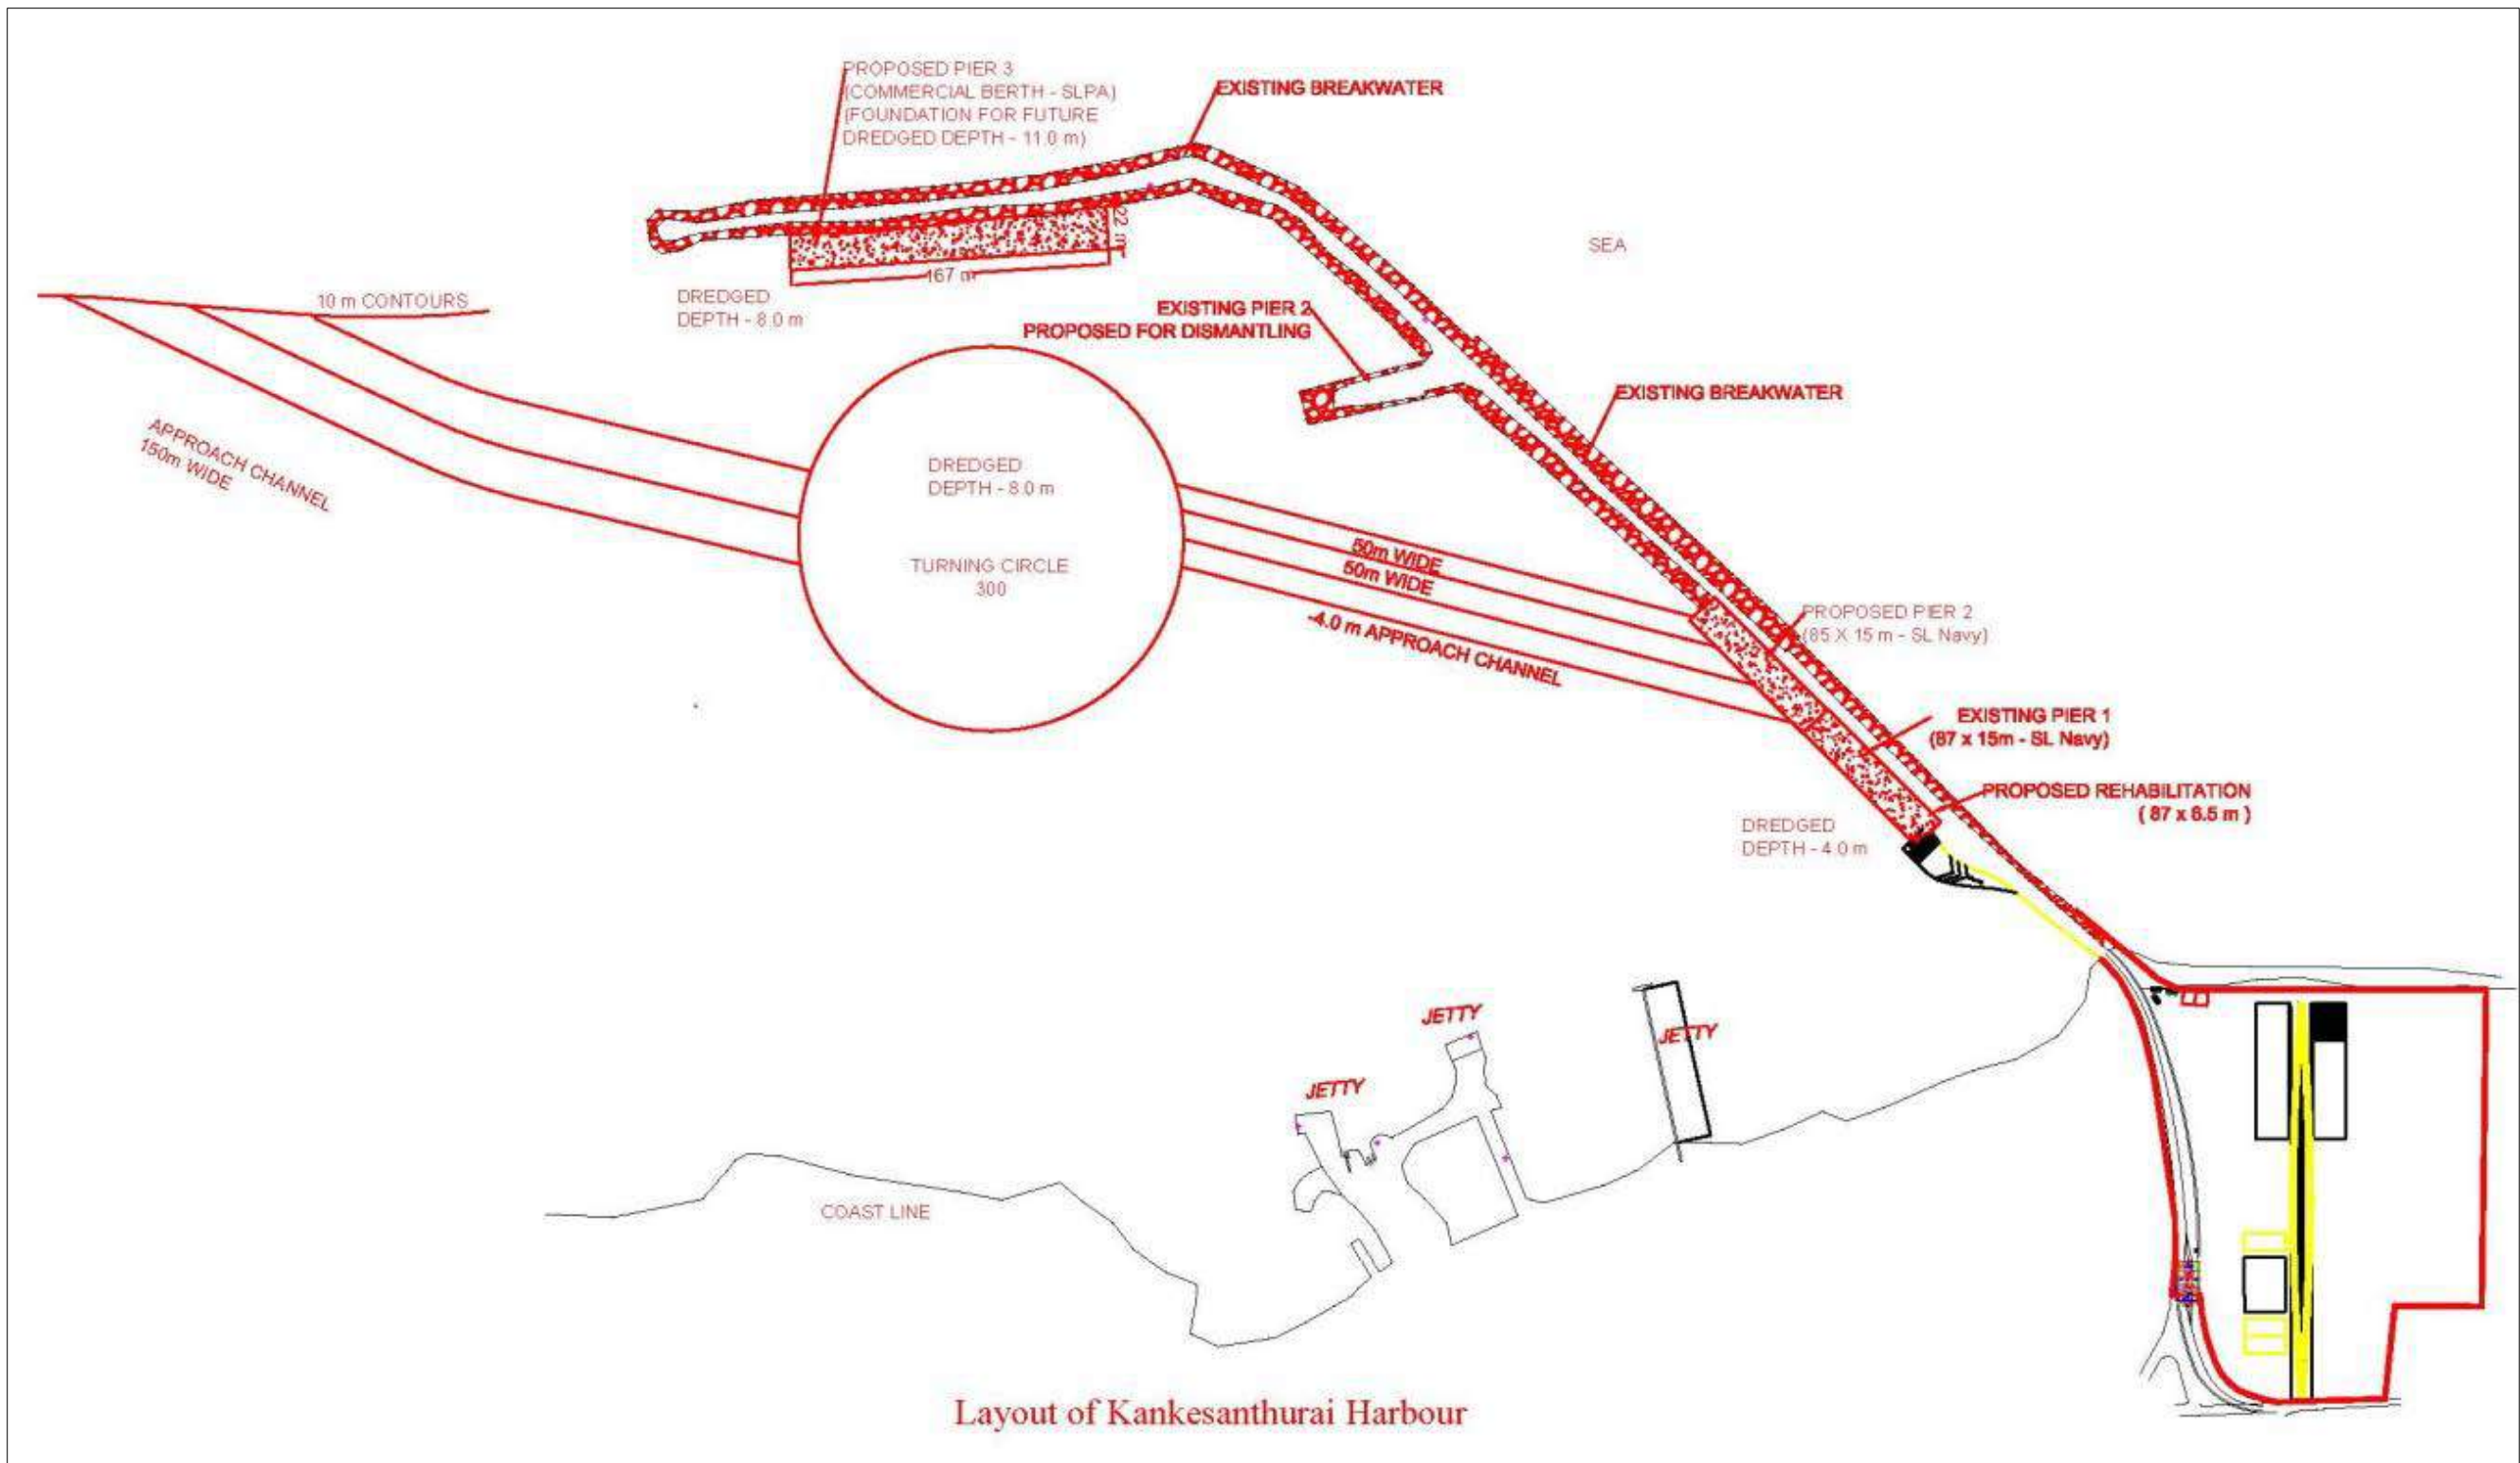 PROPOSED PIER 3
(COMMERCIAL BERTH - SLPA)
(FOUNDATION FOR FUTURE
DREDGED DEPTH - 11.0 m)
EXISTING BREAKWATER
22 m
SEA
167 m
10 m CONTOURS
DREDGED
DEPTH - 8.0 m
EXISTING PIER 2
PROPOSED FOR DISMANTLING
EXISTING BREAKWATER
APPROACH CHANNEL
150m WIDE
DREDGED
DEPTH - 8.0 m
TURNING CIRCLE
300
50m WIDE
50m WIDE
-4.0 m APPROACH CHANNEL
PROPOSED PIER 2
(85 X 15 m - SL Navy)
EXISTING PIER 1
(87 x 15m - SL Navy)
PROPOSED REHABILITATION
( 87 x 6.5 m )
DREDGED
DEPTH - 4.0 m
JETTY
JETTY
JETTY
COAST LINE
Layout of Kankesanthurai Harbour